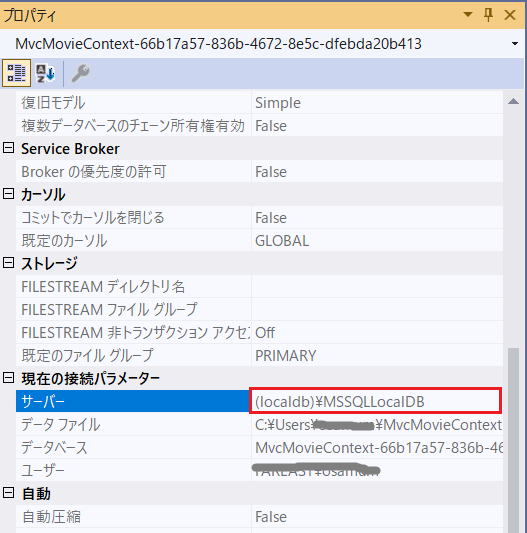 プロパティ
MvcMovieContext-66b17a57-836b-4672-8e5c-dfebda20b413
復旧モデル Simple
複数データベースのチェーン所有権有効 False
Service Broker
Broker の優先度の許可 False
カーソル
コミットでカーソルを閉じる False
既定のカーソル GLOBAL
ストレージ
FILESTREAM ディレクトリ名
FILESTREAM ファイル グループ
FILESTREAM 非トランザクション アクセス Off
既定のファイル グループ PRIMARY
現在の接続パラメーター
サーバー (localdb)¥MSSQLLocalDB
データ ファイル C:¥Users¥ ¥MvcMovieContext
データベース MvcMovieContext-66b17a57-836b-46
ユーザー
自動
自動圧縮 False